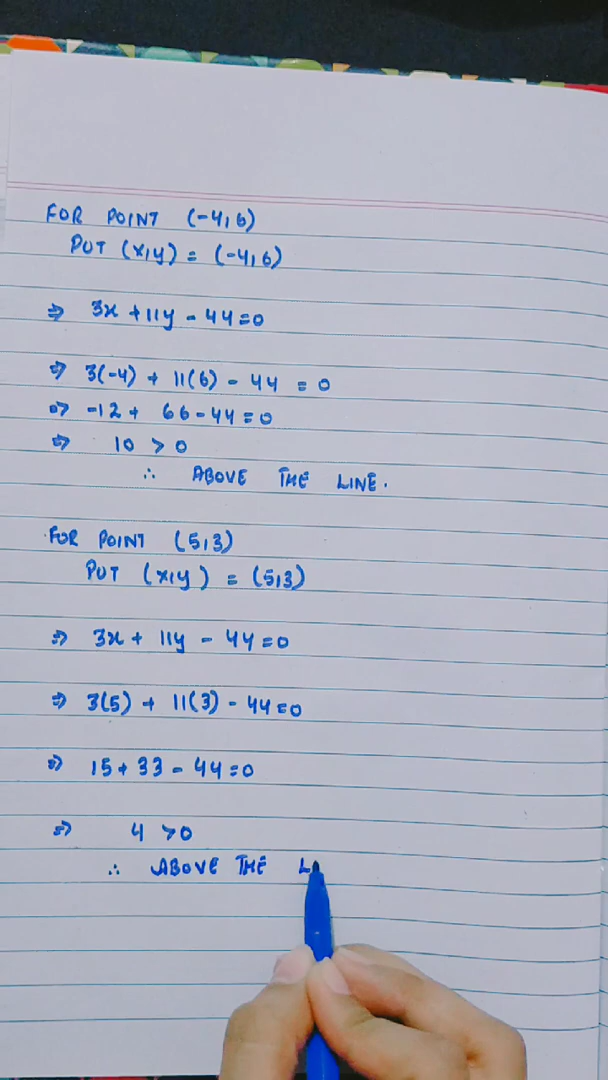 FOR POINT (-4,6)
PUT (x,y) = (-4,6)
⇒ 3x + 11y - 44 = 0
⇒ 3(-4) + 11(6) - 44 = 0
⇒ -12 + 66 - 44 = 0
⇒ 10 > 0
∴ ABOVE THE LINE.
FOR POINT (5,3)
PUT (x,y) = (5,3)
⇒ 3x + 11y - 44 = 0
⇒ 3(5) + 11(3) - 44 = 0
⇒ 15 + 33 - 44 = 0
⇒ 4 > 0
∴ ABOVE THE L